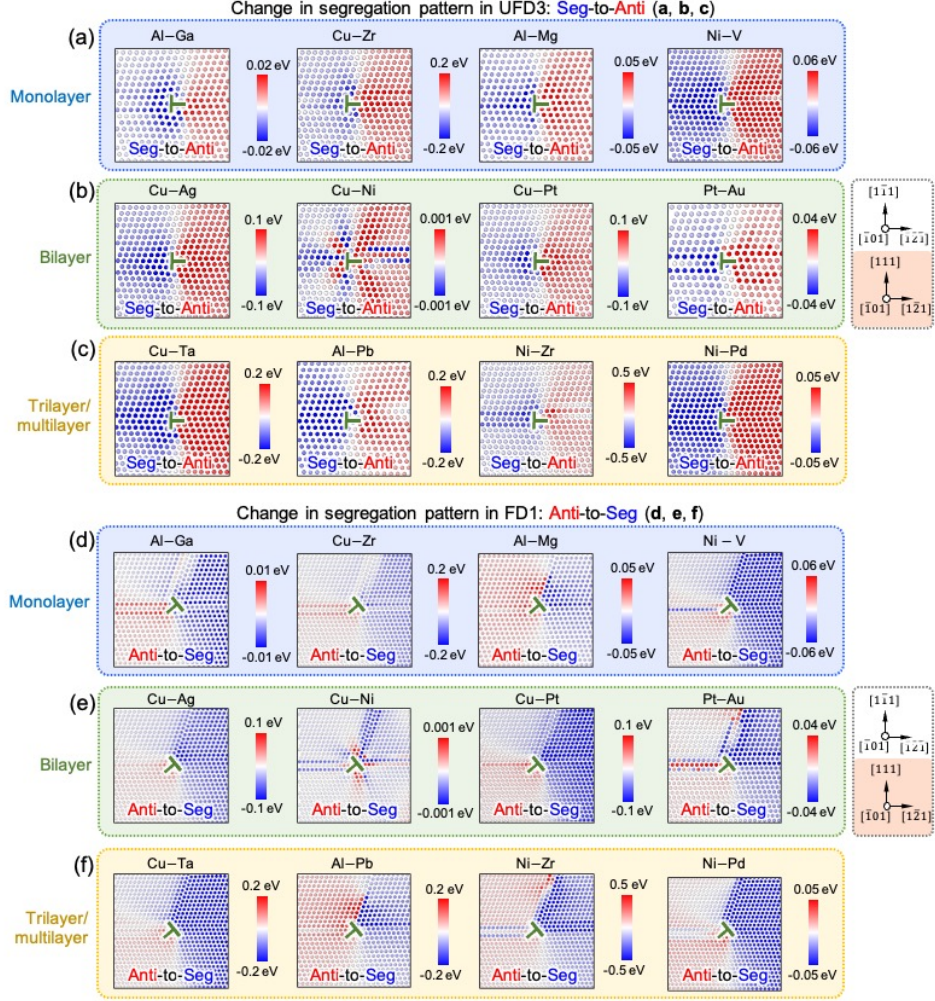 Change in segregation pattern in UFD3: Seg-to-Anti (a, b, c)
(a)
Al–Ga Cu–Zr Al–Mg Ni–V
Monolayer
0.02 eV 0.2 eV 0.05 eV 0.06 eV
-0.02 eV -0.2 eV -0.05 eV -0.06 eV
Seg-to-Anti Seg-to-Anti Seg-to-Anti Seg-to-Anti
(b)
Cu–Ag Cu–Ni Cu–Pt Pt–Au
Bilayer
0.1 eV 0.001 eV 0.1 eV 0.04 eV
-0.1 eV -0.001 eV -0.1 eV -0.04 eV
Seg-to-Anti Seg-to-Anti Seg-to-Anti Seg-to-Anti
[11̅1]
[1̅01] [1̅2̅1̅]
[111]
[1̅01] [12̅1]
(c)
Cu–Ta Al–Pb Ni–Zr Ni–Pd
Trilayer/
multilayer
0.2 eV 0.2 eV 0.5 eV 0.05 eV
-0.2 eV -0.2 eV -0.5 eV -0.05 eV
Seg-to-Anti Seg-to-Anti Seg-to-Anti Seg-to-Anti
Change in segregation pattern in FD1: Anti-to-Seg (d, e, f)
(d)
Al–Ga Cu–Zr Al–Mg Ni – V
Monolayer
0.01 eV 0.2 eV 0.05 eV 0.06 eV
-0.01 eV -0.2 eV -0.05 eV -0.06 eV
Anti-to-Seg Anti-to-Seg Anti-to-Seg Anti-to-Seg
(e)
Cu–Ag Cu–Ni Cu–Pt Pt–Au
Bilayer
0.1 eV 0.001 eV 0.1 eV 0.04 eV
-0.1 eV -0.001 eV -0.1 eV -0.04 eV
Anti-to-Seg Anti-to-Seg Anti-to-Seg Anti-to-Seg
[11̅1]
[1̅01] [1̅2̅1̅]
[111]
[1̅01] [12̅1]
(f)
Cu–Ta Al–Pb Ni–Zr Ni–Pd
Trilayer/
multilayer
0.2 eV 0.2 eV 0.5 eV 0.05 eV
-0.2 eV -0.2 eV -0.5 eV -0.05 eV
Anti-to-Seg Anti-to-Seg Anti-to-Seg Anti-to-Seg